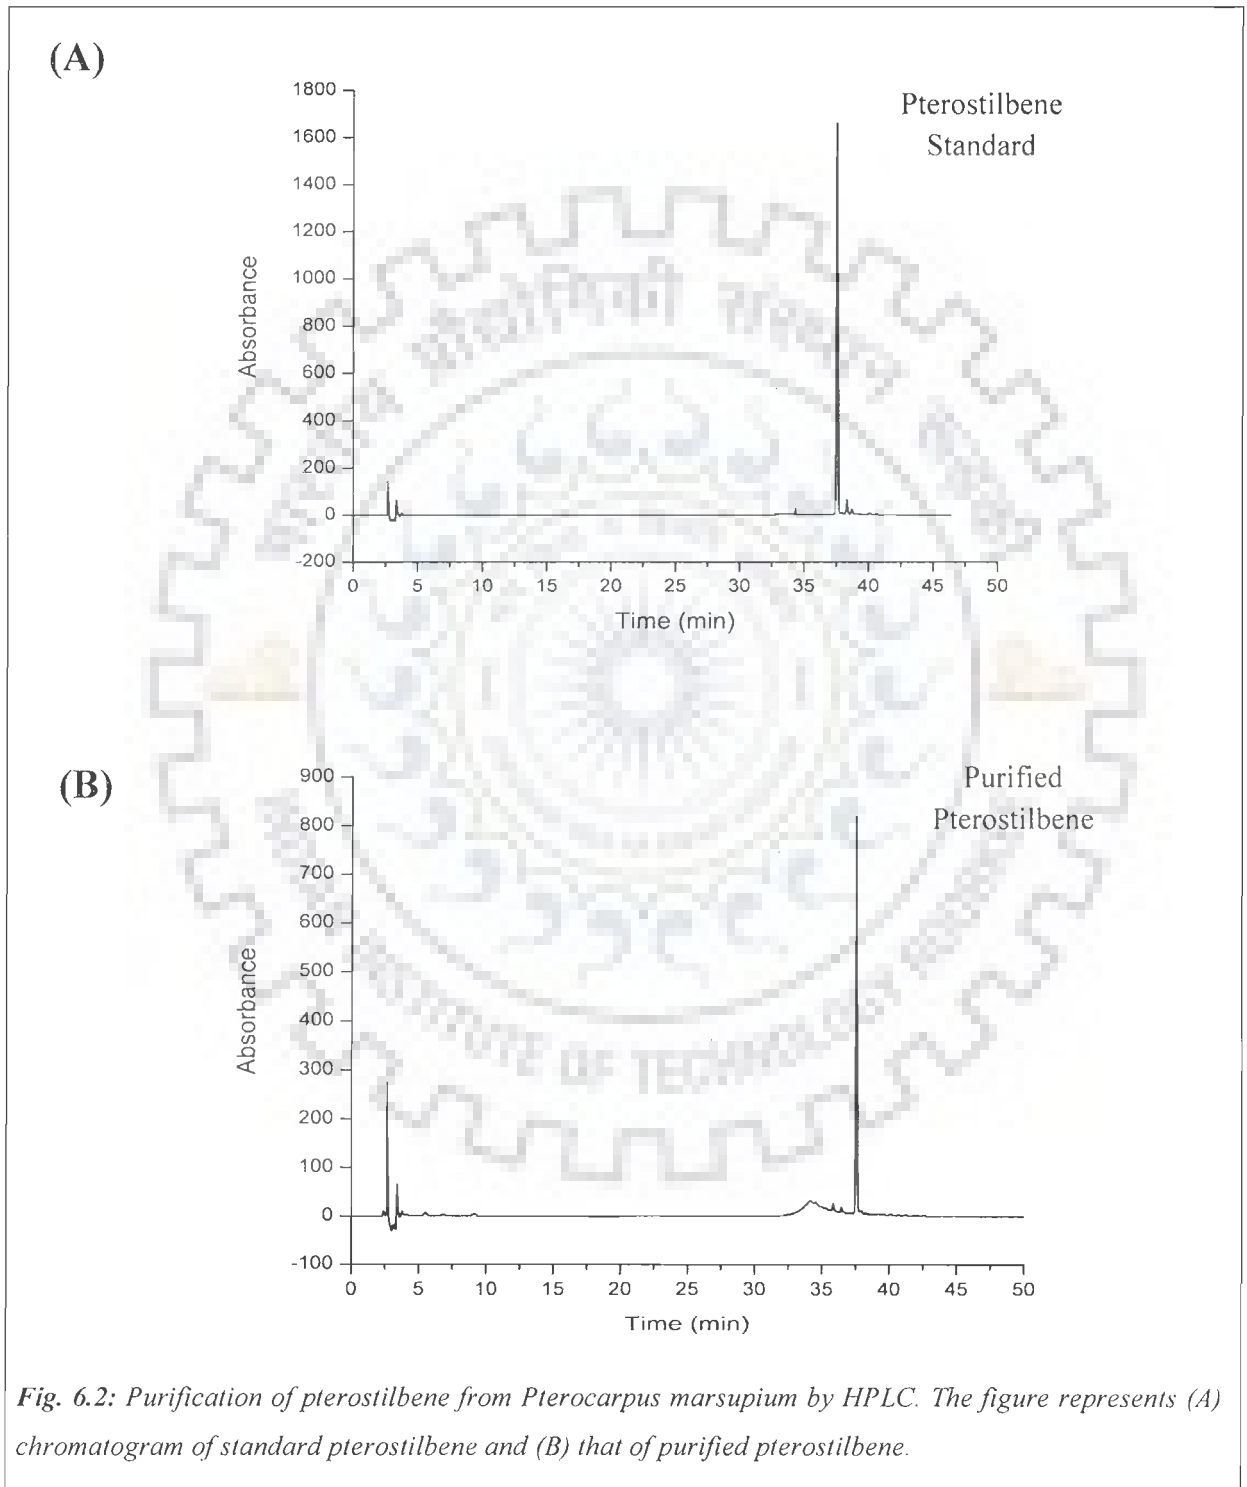 (A)
1800
1600
1400
1200
1000
800
600
400
200
0
-200
Absorbance
Pterostilbene
Standard
0 5 10 15 20 25 30 35 40 45 50
Time (min)
(B)
900
800
700
600
500
400
300
200
100
0
-100
Absorbance
Purified
Pterostilbene
0 5 10 15 20 25 30 35 40 45 50
Time (min)
INSTITUTE OF TECHNOLOGY
Fig. 6.2: Purification of pterostilbene from Pterocarpus marsupium by HPLC. The figure represents (A)
chromatogram of standard pterostilbene and (B) that of purified pterostilbene.